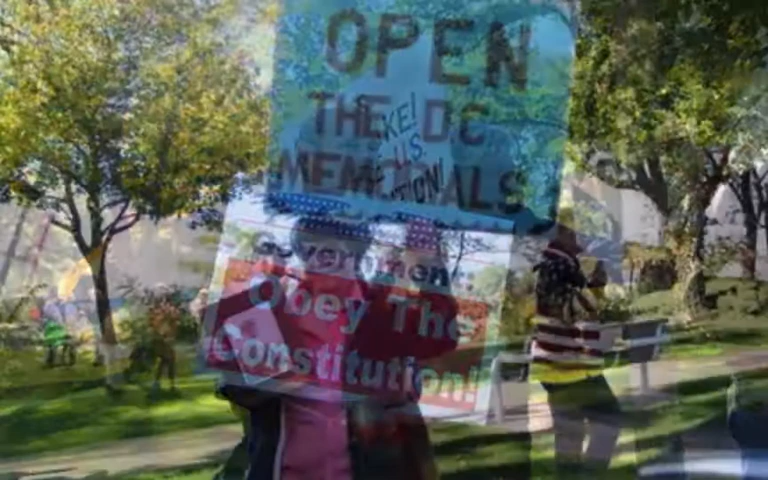 OPEN
THE DC
MEMORIALS
Government
Obey The
Constitution!